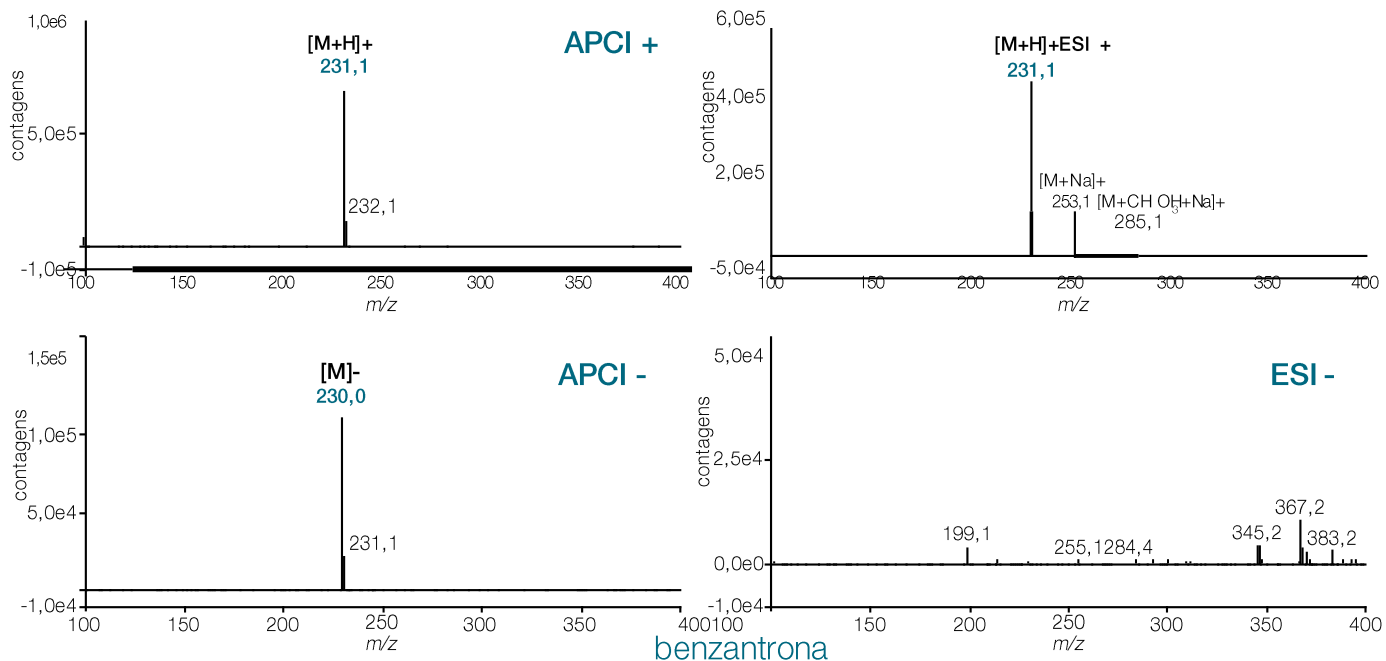 1,0e6
[M+H]+
231,1
APCI +
contagens
5,0e5
232,1
-1,0e5
100 150 200 250 300 350 400
m/z
6,0e5
[M+H]+ESI +
231,1
contagens
4,0e5
2,0e5
[M+Na]+
253,1 [M+CH3OH+Na]+
285,1
-5,0e4
100 150 200 250 300 350 400
m/z
1,5e5
[M]-
230,0
APCI -
contagens
1,0e5
5,0e4
231,1
-1,0e4
100 150 200 250 300 350 400
m/z
5,0e4
ESI -
contagens
2,5e4
367,2
199,1
345,2
383,2
255,1 284,4
0,0e0
-1,0e4
100 150 200 250 300 350 400
m/z
benzantrona